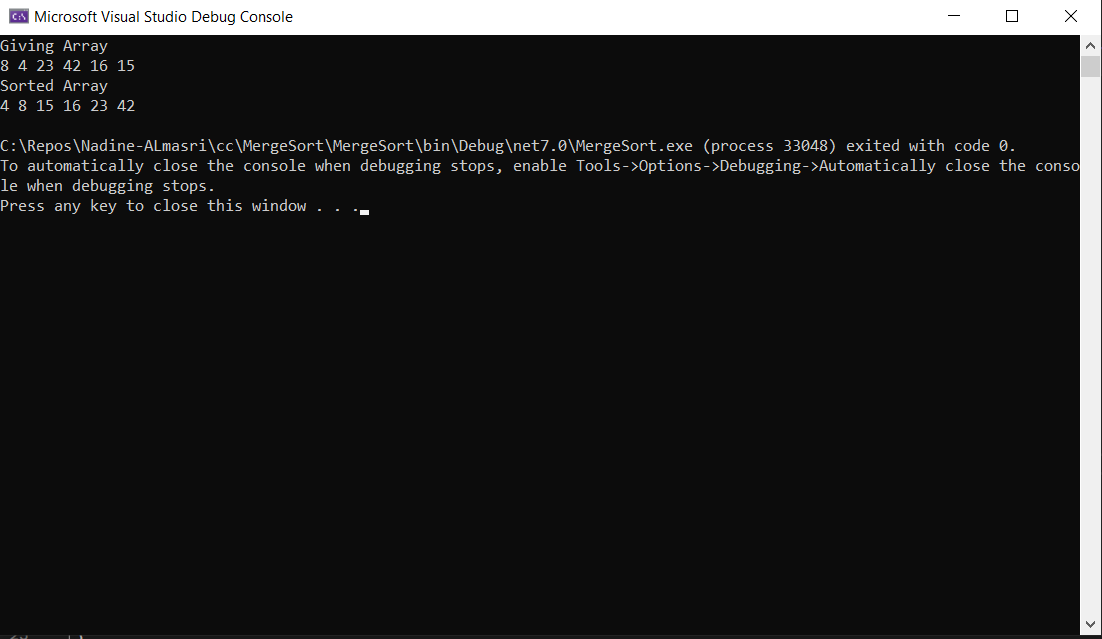 Microsoft Visual Studio Debug Console
Giving Array
8 4 23 42 16 15
Sorted Array
4 8 15 16 23 42
C:\Repos\Nadine-ALmasri\cc\MergeSort\MergeSort\bin\Debug\net7.0\MergeSort.exe (process 33048) exited with code 0.
To automatically close the console when debugging stops, enable Tools->Options->Debugging->Automatically close the conso
le when debugging stops.
Press any key to close this window . . .